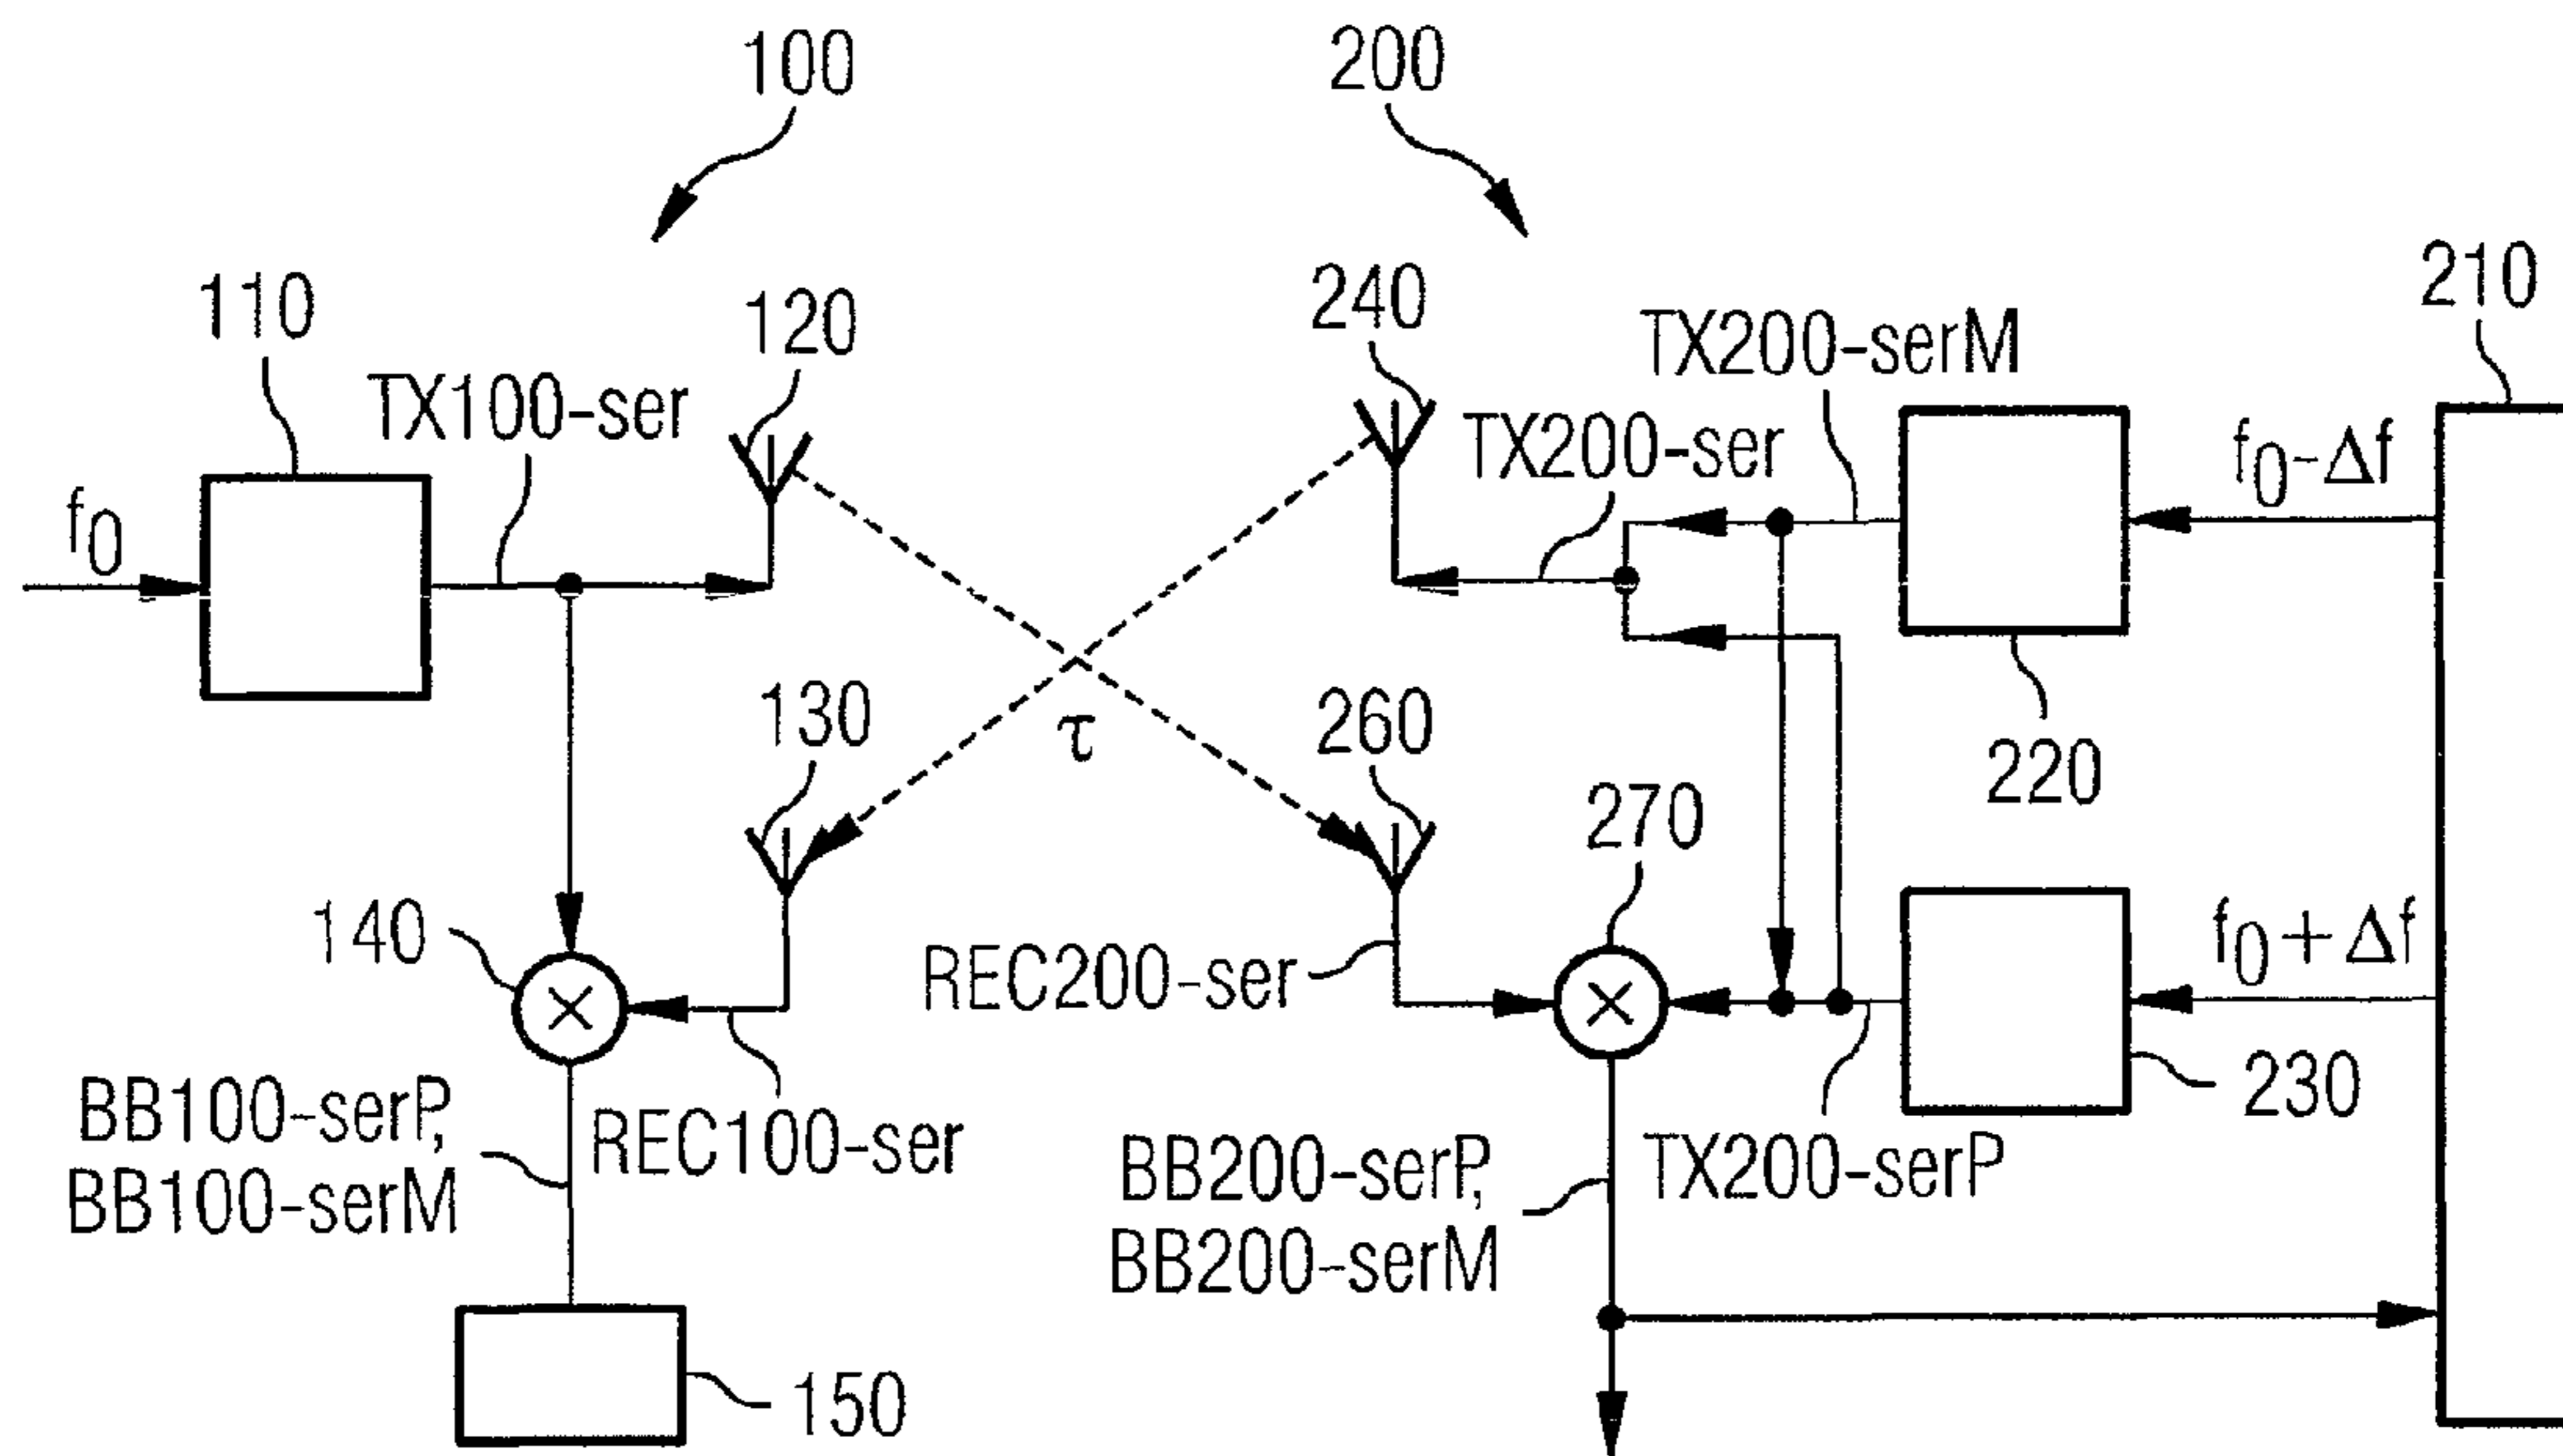 100
200
110
120
240
210
TX200-serM
TX100-ser
TX200-ser
f0
f0-Δf
130
τ
260
220
270
140
REC200-ser
f0+Δf
BB100-serP,
BB100-serM
REC100-ser
BB200-serP,
BB200-serM
TX200-serP
230
150